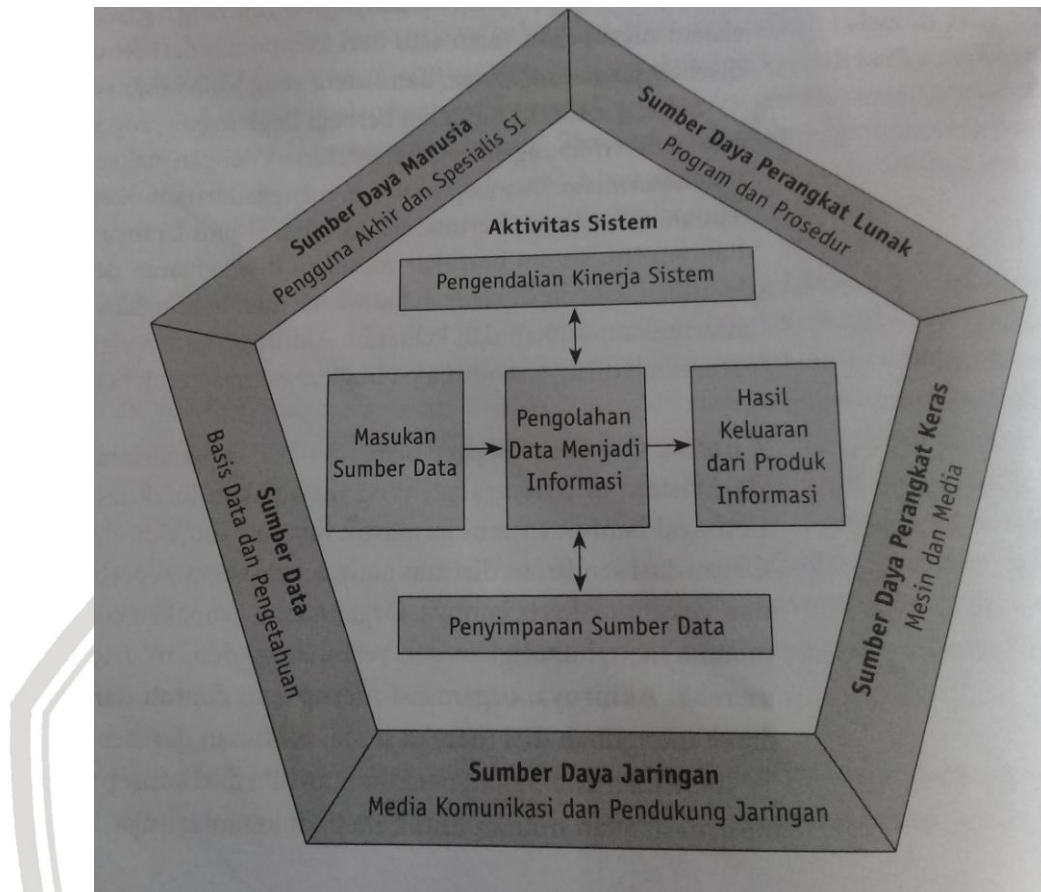 Sumber Daya Manusia
Pengguna Akhir dan Spesialis SI
Sumber Daya Perangkat Lunak
Program dan Prosedur
Aktivitas Sistem
Pengendalian Kinerja Sistem
Masukan
Sumber Data
Pengolahan
Data Menjadi
Informasi
Hasil
Keluaran
dari Produk
Informasi
Penyimpanan Sumber Data
Sumber Data
Basis Data dan Pengetahuan
Sumber Daya Perangkat Keras
Mesin dan Media
Sumber Daya Jaringan
Media Komunikasi dan Pendukung Jaringan